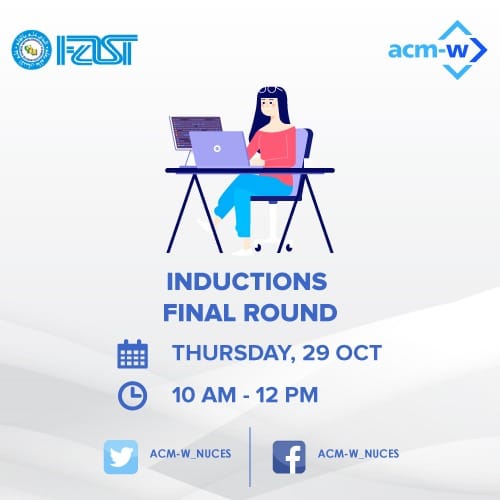 FAST
acm-w
INDUCTIONS
FINAL ROUND
THURSDAY, 29 OCT
10 AM - 12 PM
ACM-W_NUCES
ACM-W_NUCES